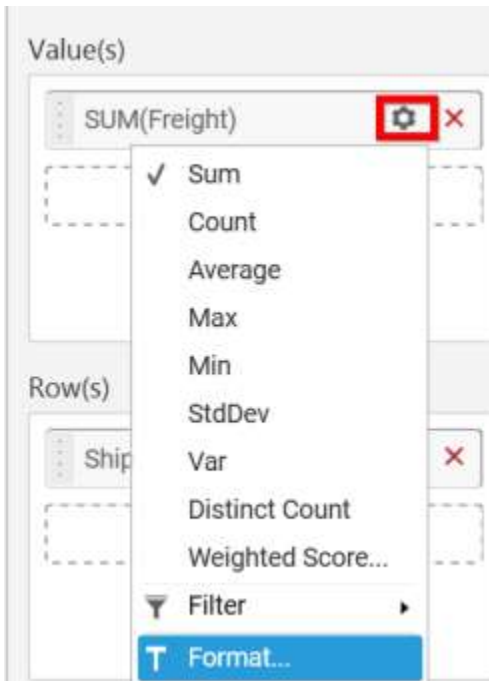 Value(s)
SUM(Freight)
Sum
Count
Average
Max
Min
Row(s)
StdDev
Ship
Var
Distinct Count
Weighted Score...
Filter
Format...